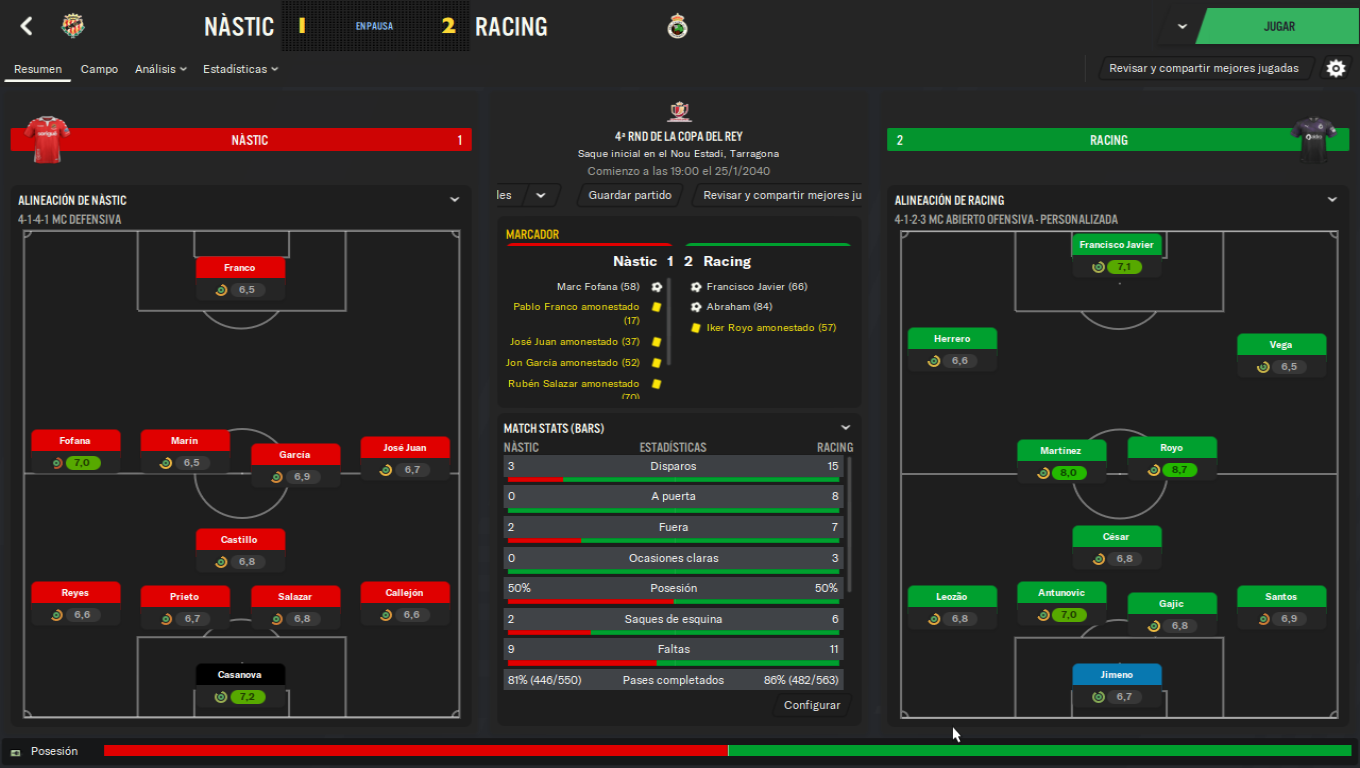 NÀSTIC
1
EN PAUSA
2
RACING
JUGAR
Resumen
Campo
Análisis
Estadísticas
Revisar y compartir mejores jugadas
NÀSTIC
1
ALINEACIÓN DE NÀSTIC
4-1-4-1 MC DEFENSIVA
Franco
6,5
Fofana
7,0
Marín
6,5
García
6,9
José Juan
6,7
Castillo
6,8
Reyes
6,6
Prieto
6,7
Salazar
6,8
Callejón
6,6
Casanova
7,2
4ª RND DE LA COPA DEL REY
Saque inicial en el Nou Estadi, Tarragona
Comienzo a las 19:00 el 25/1/2040
les
Guardar partido
Revisar y compartir mejores ju
MARCADOR
Nàstic 1 2 Racing
Marc Fofana (58)
Pablo Franco amonestado
(17)
José Juan amonestado (37)
Jon García amonestado (52)
Rubén Salazar amonestado
(70)
Francisco Javier (66)
Abraham (84)
Iker Royo amonestado (57)
MATCH STATS (BARS)
NÀSTIC ESTADÍSTICAS RACING
3 Disparos 15
0 A puerta 8
2 Fuera 7
0 Ocasiones claras 3
50% Posesión 50%
2 Saques de esquina 6
9 Faltas 11
81% (446/550) Pases completados 86% (482/563)
Configurar
2
RACING
ALINEACIÓN DE RACING
4-1-2-3 MC ABIERTO OFENSIVA - PERSONALIZADA
Francisco Javier
7,1
Herrero
6,6
Vega
6,5
Martínez
8,0
Royo
8,7
César
6,8
Leozão
6,8
Antunovic
7,0
Gajic
6,8
Santos
6,9
Jimeno
6,7
Posesión